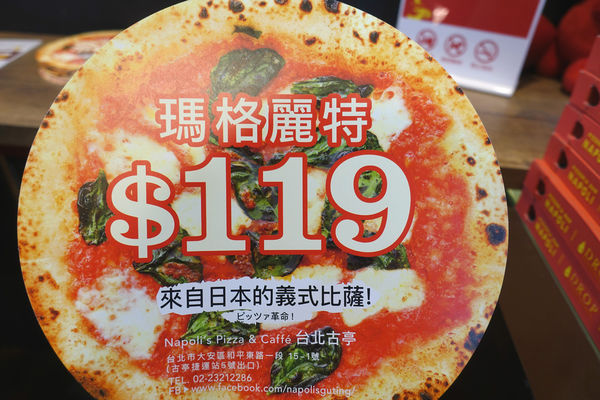 瑪格麗特
$119
來自日本的義式比薩!
ピッツァ革命!
Napoli's Pizza & Caffé 台北古亭
台北市大安區和平東路一段 15-1號
(古亭捷運站5號出口)
TEL. 02-23212286
FB▸www.facebook.com/napolisguting/
NAPOLI
NAPOLI